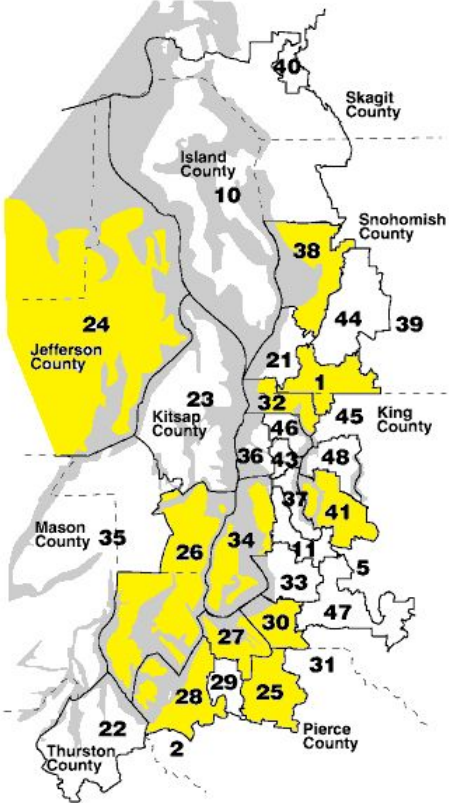 40
Skagit
County
Island
County
10
Snohomish
County
38
24
44
39
Jefferson
County
21
1
23
32
45
Kitsap
County
King
County
46
36
43
48
37
41
Mason
County
35
34
26
11
5
33
47
30
27
31
29
28
25
22
Pierce
County
2
Thurston
County